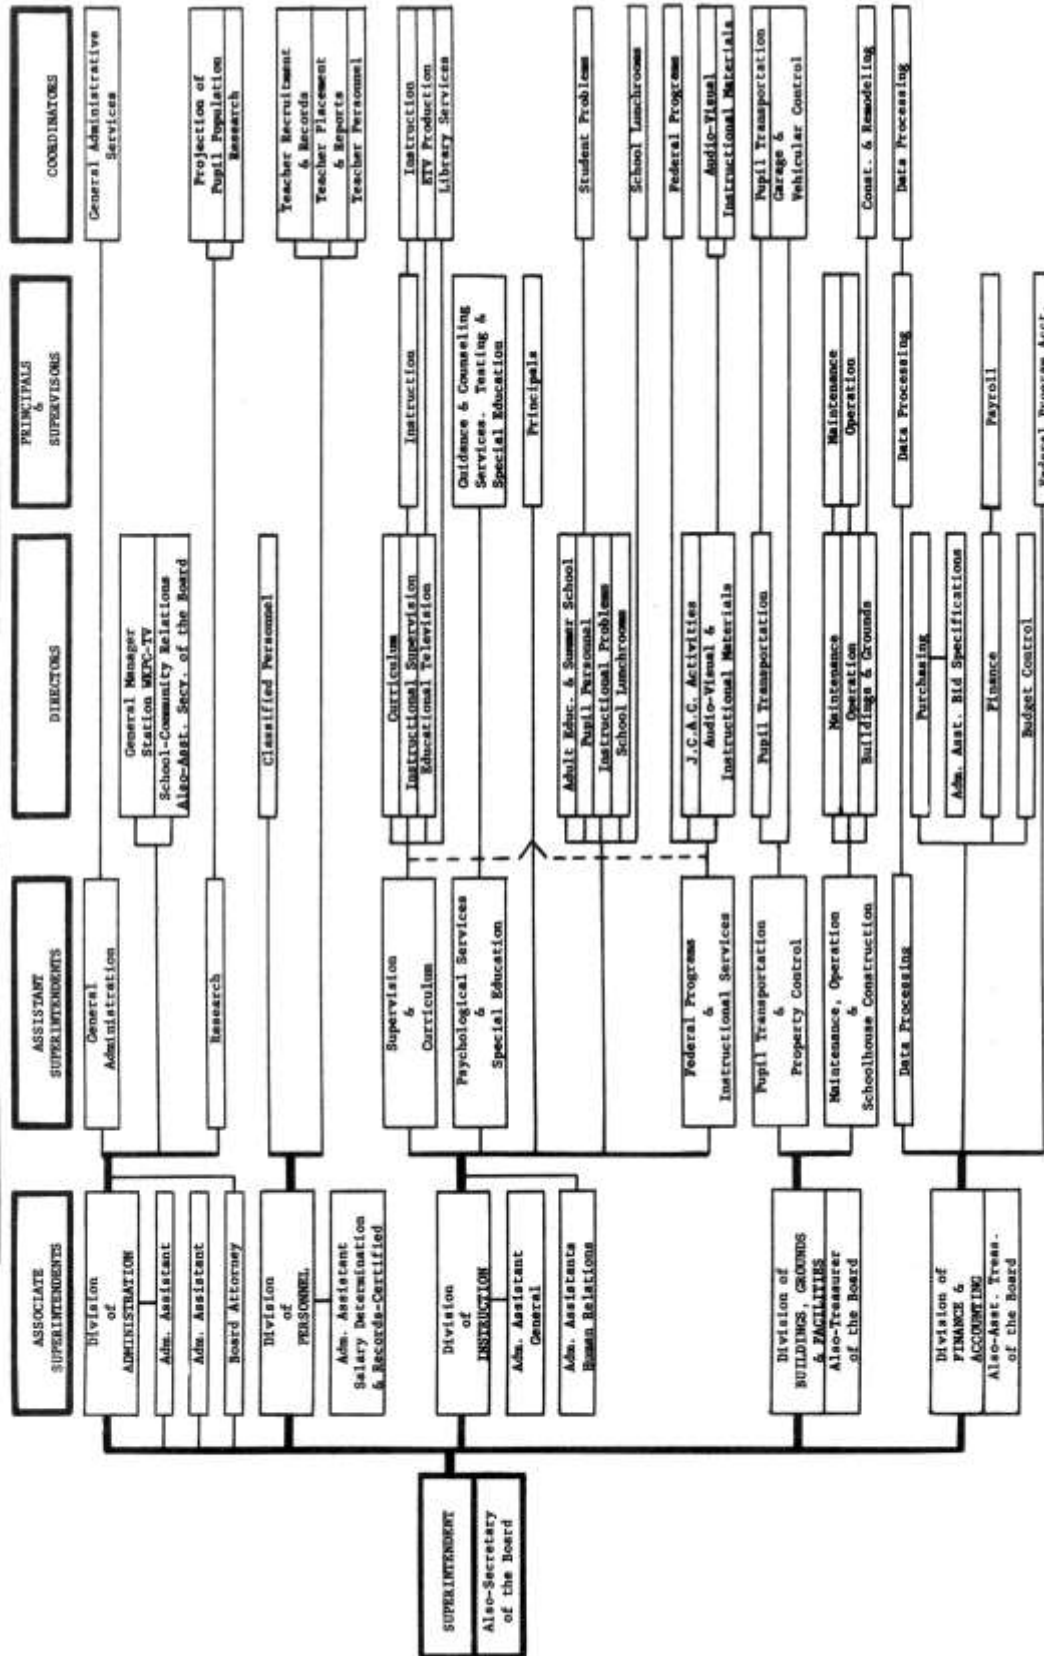 SUPERINTENDENT
Also-Secretary
of the Board
ASSOCIATE
SUPERINTENDENTS
Division
of
ADMINISTRATION
Adm. Assistant
Adm. Assistant
Board Attorney
Division
of
PERSONNEL
Adm. Assistant
Salary Determination
& Records-Certified
Division
of
INSTRUCTION
Adm. Assistant
General
Adm. Assistants
Human Relations
Division of
BUILDINGS, GROUNDS
& FACILITIES
Also-Treasurer
of the Board
Division of
FINANCE &
ACCOUNTING
Also-Asst. Treas.
of the Board
ASSISTANT
SUPERINTENDENTS
General
Administration
Research
Supervision
&
Curriculum
Psychological Services
&
Special Education
Federal Programs
&
Instructional Services
Pupil Transportation
&
Property Control
Maintenance, Operation
&
Schoolhouse Construction
Data Processing
DIRECTORS
General Manager
Station WKPC-TV
School-Community Relations
Also-Asst. Secy. of the Board
Classified Personnel
Curriculum
Instructional Supervision
Educational Television
Adult Educ. & Summer School
Pupil Personnel
Instructional Problems
School Lunchrooms
J.C.A.C. Activities
Audio-Visual &
Instructional Materials
Pupil Transportation
Maintenance
Operation
Buildings & Grounds
Purchasing
Adm. Asst. Bid Specifications
Finance
Budget Control
PRINCIPALS
&
SUPERVISORS
Instruction
Guidance & Counseling
Services. Testing &
Special Education
Principals
Maintenance
Operation
Data Processing
Payroll
Federal Program Acct.
COORDINATORS
General Administrative
Services
Projection of
Pupil Population
Research
Teacher Recruitment
& Records
Teacher Placement
& Reports
Teacher Personnel
Instruction
ETV Production
Library Services
Student Problems
School Lunchrooms
Federal Programs
Audio-Visual
Instructional Materials
Pupil Transportation
Garage &
Vehicular Control
Const. & Remodeling
Data Processing